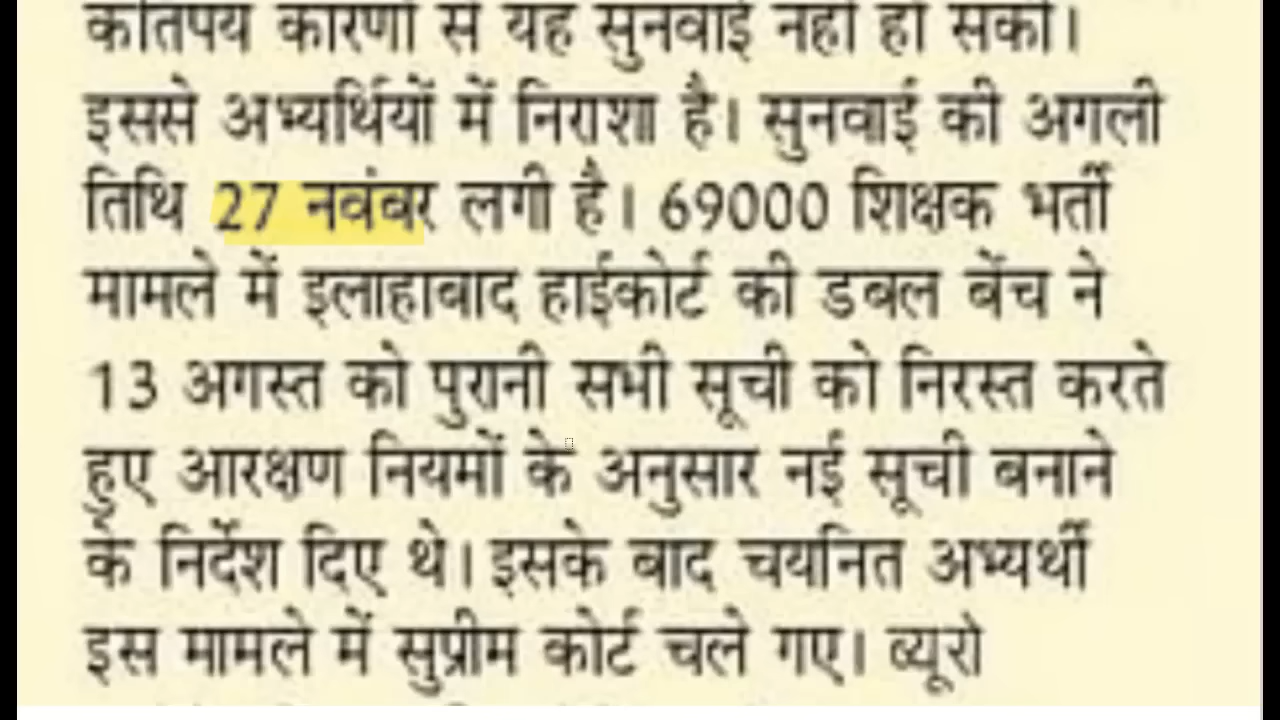 कतिपय कारणों से यह सुनवाई नहीं हो सकी।
इससे अभ्यर्थियों में निराशा है। सुनवाई की अगली
तिथि 27 नवंबर लगी है। 69000 शिक्षक भर्ती
मामले में इलाहाबाद हाईकोर्ट की डबल बेंच ने
13 अगस्त को पुरानी सभी सूची को निरस्त करते
हुए आरक्षण नियमों के अनुसार नई सूची बनाने
के निर्देश दिए थे। इसके बाद चयनित अभ्यर्थी
इस मामले में सुप्रीम कोर्ट चले गए। ब्यूरो